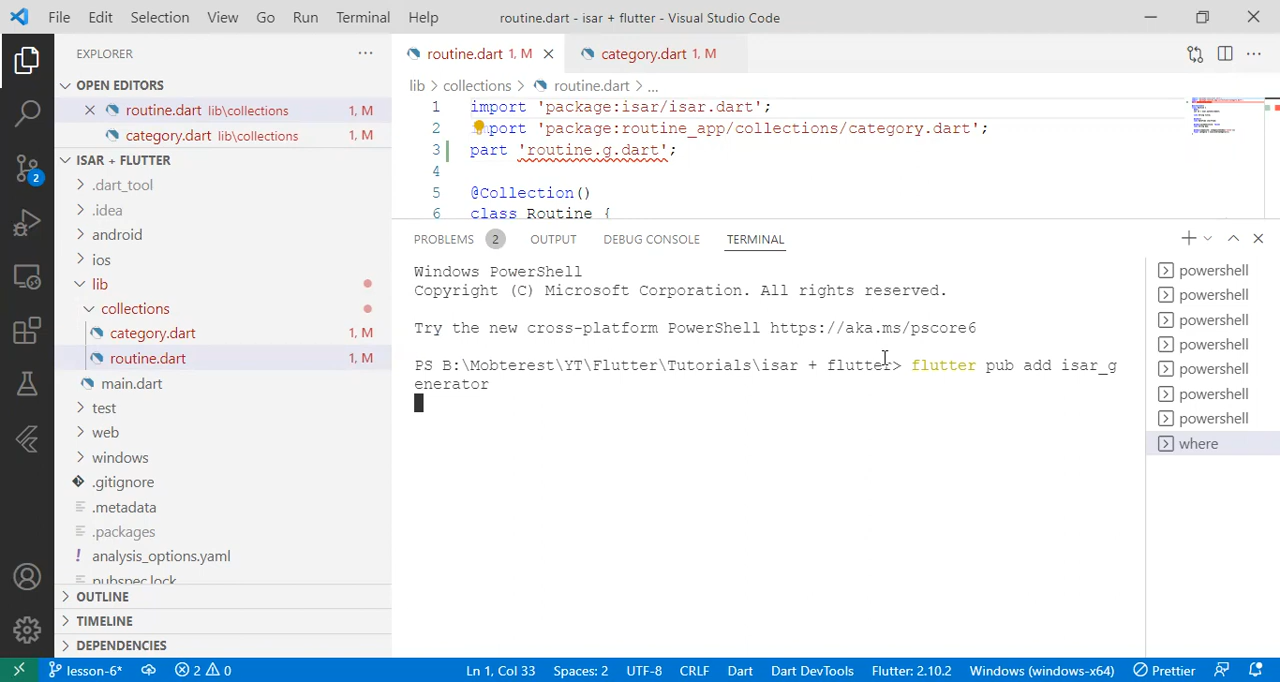 File Edit Selection View Go Run Terminal Help routine.dart - isar + flutter - Visual Studio Code
EXPLORER
OPEN EDITORS
routine.dart lib\collections 1, M
category.dart lib\collections 1, M
ISAR + FLUTTER
.dart_tool
.idea
android
ios
lib
collections
category.dart 1, M
routine.dart 1, M
main.dart
test
web
windows
.gitignore
.metadata
.packages
analysis_options.yaml
pubspec.lock
OUTLINE
TIMELINE
DEPENDENCIES
2
routine.dart 1, M category.dart 1, M
lib > collections > routine.dart > ...
1 import 'package:isar/isar.dart';
2 import 'package:routine_app/collections/category.dart';
3 part 'routine.g.dart';
4
5 @Collection()
6 class Routine {
PROBLEMS 2 OUTPUT DEBUG CONSOLE TERMINAL
Windows PowerShell
Copyright (C) Microsoft Corporation. All rights reserved.
Try the new cross-platform PowerShell https://aka.ms/pscore6
PS B:\Mobterest\YT\Flutter\Tutorials\isar + flutter> flutter pub add isar_g
enerator
powershell
powershell
powershell
powershell
powershell
powershell
powershell
where
lesson-6* 2 0 Ln 1, Col 33 Spaces: 2 UTF-8 CRLF Dart Dart DevTools Flutter: 2.10.2 Windows (windows-x64) Prettier